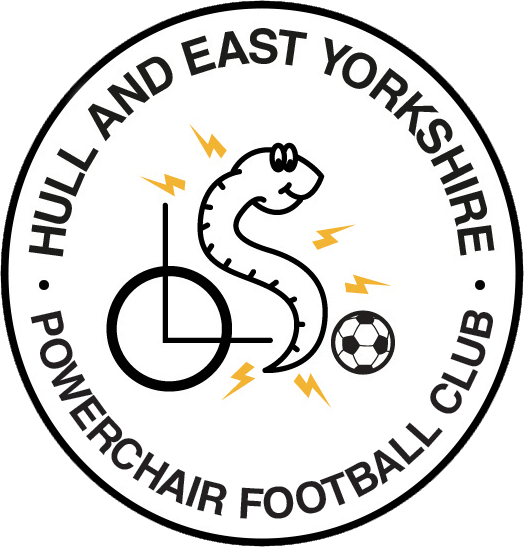 HULL AND EAST YORKSHIRE
POWERCHAIR FOOTBALL CLUB